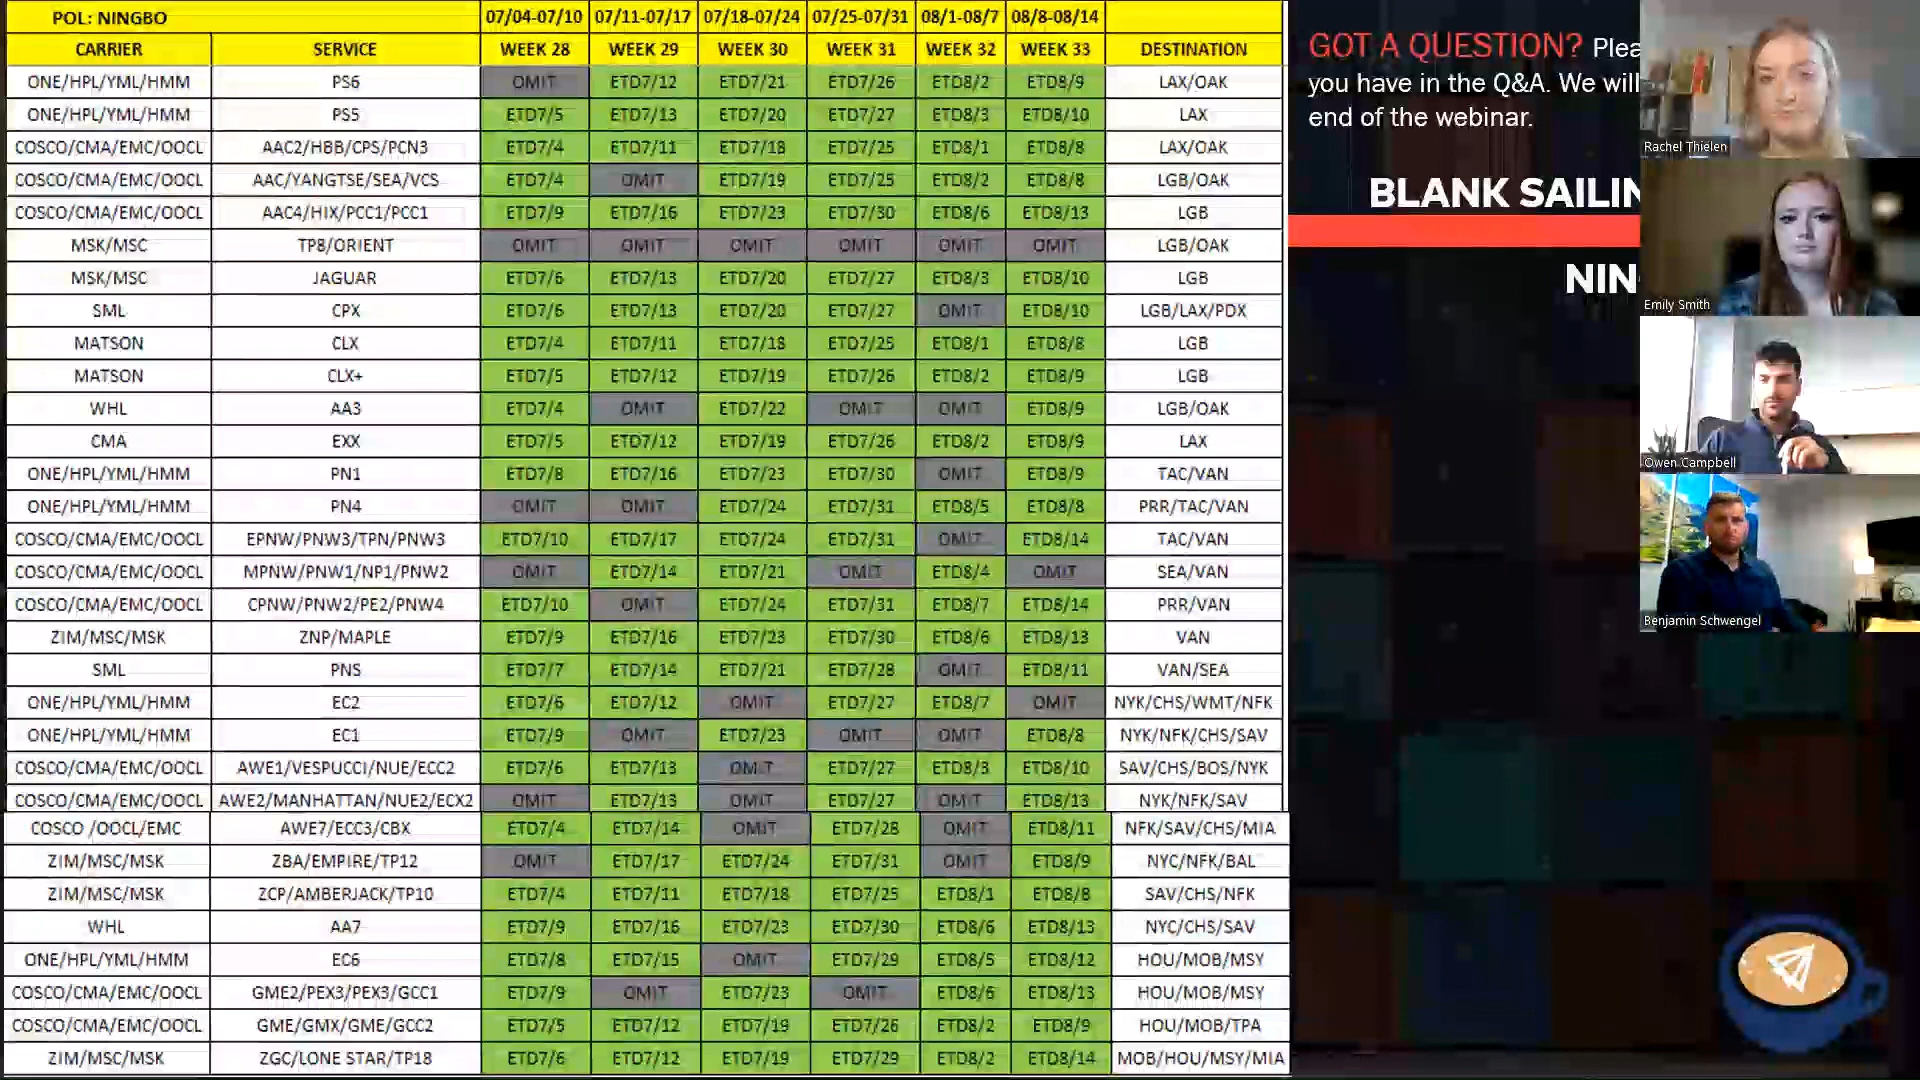 POL: NINGBO 07/04-07/10 07/11-07/17 07/18-07/24 07/25-07/31 08/1-08/7 08/8-08/14
CARRIER SERVICE WEEK 28 WEEK 29 WEEK 30 WEEK 31 WEEK 32 WEEK 33 DESTINATION
ONE/HPL/YML/HMM PS6 OMIT ETD7/12 ETD7/21 ETD7/26 ETD8/2 ETD8/9 LAX/OAK
ONE/HPL/YML/HMM PS5 ETD7/5 ETD7/13 ETD7/20 ETD7/27 ETD8/3 ETD8/10 LAX
COSCO/CMA/EMC/OOCL AAC2/HBB/CPS/PCN3 ETD7/4 ETD7/11 ETD7/18 ETD7/25 ETD8/1 ETD8/8 LAX/OAK
COSCO/CMA/EMC/OOCL AAC/YANGTSE/SEA/VCS ETD7/4 OMIT ETD7/19 ETD7/25 ETD8/2 ETD8/8 LGB/OAK
COSCO/CMA/EMC/OOCL AAC4/HIX/PCC1/PCC1 ETD7/9 ETD7/16 ETD7/23 ETD7/30 ETD8/6 ETD8/13 LGB
MSK/MSC TP8/ORIENT OMIT OMIT OMIT OMIT OMIT OMIT LGB/OAK
MSK/MSC JAGUAR ETD7/6 ETD7/13 ETD7/20 ETD7/27 ETD8/3 ETD8/10 LGB
SML CPX ETD7/6 ETD7/13 ETD7/20 ETD7/27 OMIT ETD8/10 LGB/LAX/PDX
MATSON CLX ETD7/4 ETD7/11 ETD7/18 ETD7/25 ETD8/1 ETD8/8 LGB
MATSON CLX+ ETD7/5 ETD7/12 ETD7/19 ETD7/26 ETD8/2 ETD8/9 LGB
WHL AA3 ETD7/4 OMIT ETD7/22 OMIT OMIT ETD8/9 LGB/OAK
CMA EXX ETD7/5 ETD7/12 ETD7/19 ETD7/26 ETD8/2 ETD8/9 LAX
ONE/HPL/YML/HMM PN1 ETD7/8 ETD7/16 ETD7/23 ETD7/30 OMIT ETD8/9 TAC/VAN
ONE/HPL/YML/HMM PN4 OMIT OMIT ETD7/24 ETD7/31 ETD8/5 ETD8/8 PRR/TAC/VAN
COSCO/CMA/EMC/OOCL EPNW/PNW3/TPN/PNW3 ETD7/10 ETD7/17 ETD7/24 ETD7/31 OMIT ETD8/14 TAC/VAN
COSCO/CMA/EMC/OOCL MPNW/PNW1/NP1/PNW2 OMIT ETD7/14 ETD7/21 OMIT ETD8/4 OMIT SEA/VAN
COSCO/CMA/EMC/OOCL CPNW/PNW2/PE2/PNW4 ETD7/10 OMIT ETD7/24 ETD7/31 ETD8/7 ETD8/14 PRR/VAN
ZIM/MSC/MSK ZNP/MAPLE ETD7/9 ETD7/16 ETD7/23 ETD7/30 ETD8/6 ETD8/13 VAN
SML PNS ETD7/7 ETD7/14 ETD7/21 ETD7/28 OMIT ETD8/11 VAN/SEA
ONE/HPL/YML/HMM EC2 ETD7/6 ETD7/12 OMIT ETD7/27 ETD8/7 OMIT NYK/CHS/WMT/NFK
ONE/HPL/YML/HMM EC1 ETD7/9 OMIT ETD7/23 OMIT OMIT ETD8/8 NYK/NFK/CHS/SAV
COSCO/CMA/EMC/OOCL AWE1/VESPUCCI/NUE/ECC2 ETD7/6 ETD7/13 OMIT ETD7/27 ETD8/3 ETD8/10 SAV/CHS/BOS/NYK
COSCO/CMA/EMC/OOCL AWE2/MANHATTAN/NUE2/ECX2 OMIT ETD7/13 OMIT ETD7/27 OMIT ETD8/13 NYK/NFK/SAV
COSCO /OOCL/EMC AWE7/ECC3/CBX ETD7/4 ETD7/14 OMIT ETD7/28 OMIT ETD8/11 NFK/SAV/CHS/MIA
ZIM/MSC/MSK ZBA/EMPIRE/TP12 OMIT ETD7/17 ETD7/24 ETD7/31 OMIT ETD8/9 NYC/NFK/BAL
ZIM/MSC/MSK ZCP/AMBERJACK/TP10 ETD7/4 ETD7/11 ETD7/18 ETD7/25 ETD8/1 ETD8/8 SAV/CHS/NFK
WHL AA7 ETD7/9 ETD7/16 ETD7/23 ETD7/30 ETD8/6 ETD8/13 NYC/CHS/SAV
ONE/HPL/YML/HMM EC6 ETD7/8 ETD7/15 OMIT ETD7/29 ETD8/5 ETD8/12 HOU/MOB/MSY
COSCO/CMA/EMC/OOCL GME2/PEX3/PEX3/GCC1 ETD7/9 OMIT ETD7/23 OMIT ETD8/6 ETD8/13 HOU/MOB/MSY
COSCO/CMA/EMC/OOCL GME/GMX/GME/GCC2 ETD7/5 ETD7/12 ETD7/19 ETD7/26 ETD8/2 ETD8/9 HOU/MOB/TPA
ZIM/MSC/MSK ZGC/LONE STAR/TP18 ETD7/6 ETD7/12 ETD7/19 ETD7/29 ETD8/2 ETD8/14 MOB/HOU/MSY/MIA
GOT A QUESTION? Plea
you have in the Q&A. We will
end of the webinar.
BLANK SAILIN
NIN
Rachel Thielen
Emily Smith
Owen Campbell
Benjamin Schwengel